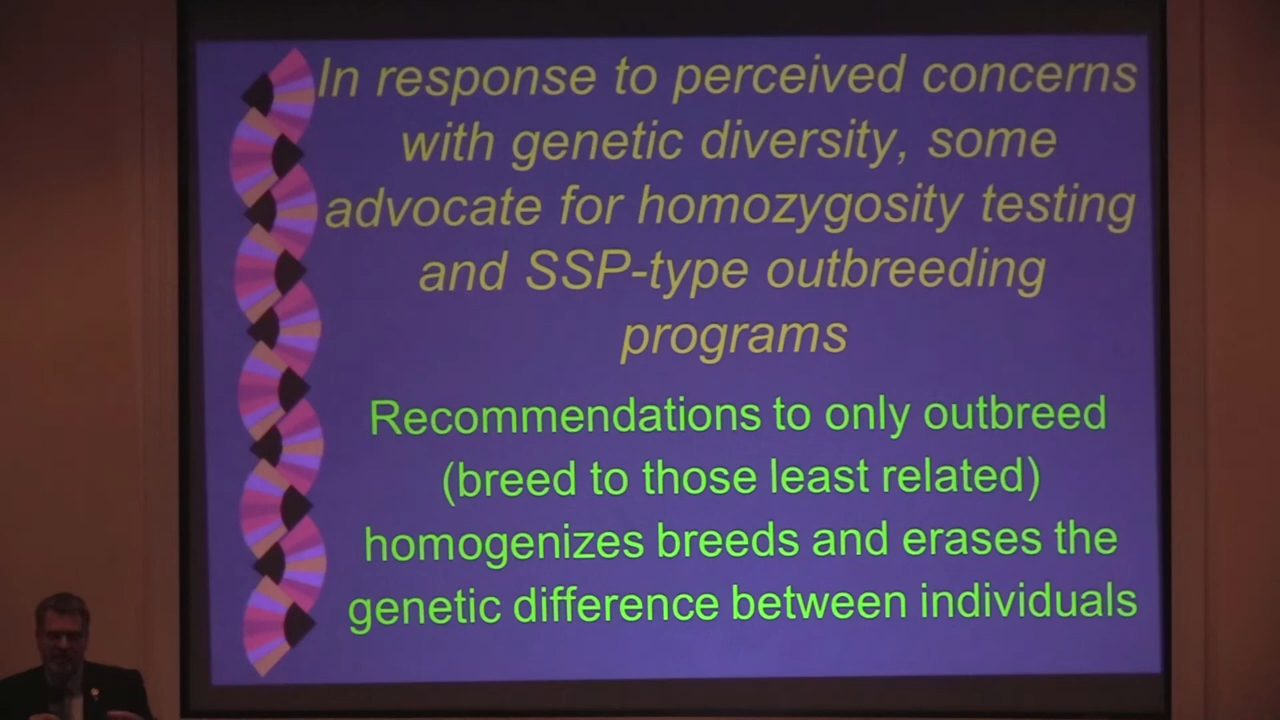 In response to perceived concerns
with genetic diversity, some
advocate for homozygosity testing
and SSP-type outbreeding
programs
Recommendations to only outbreed
(breed to those least related)
homogenizes breeds and erases the
genetic difference between individuals